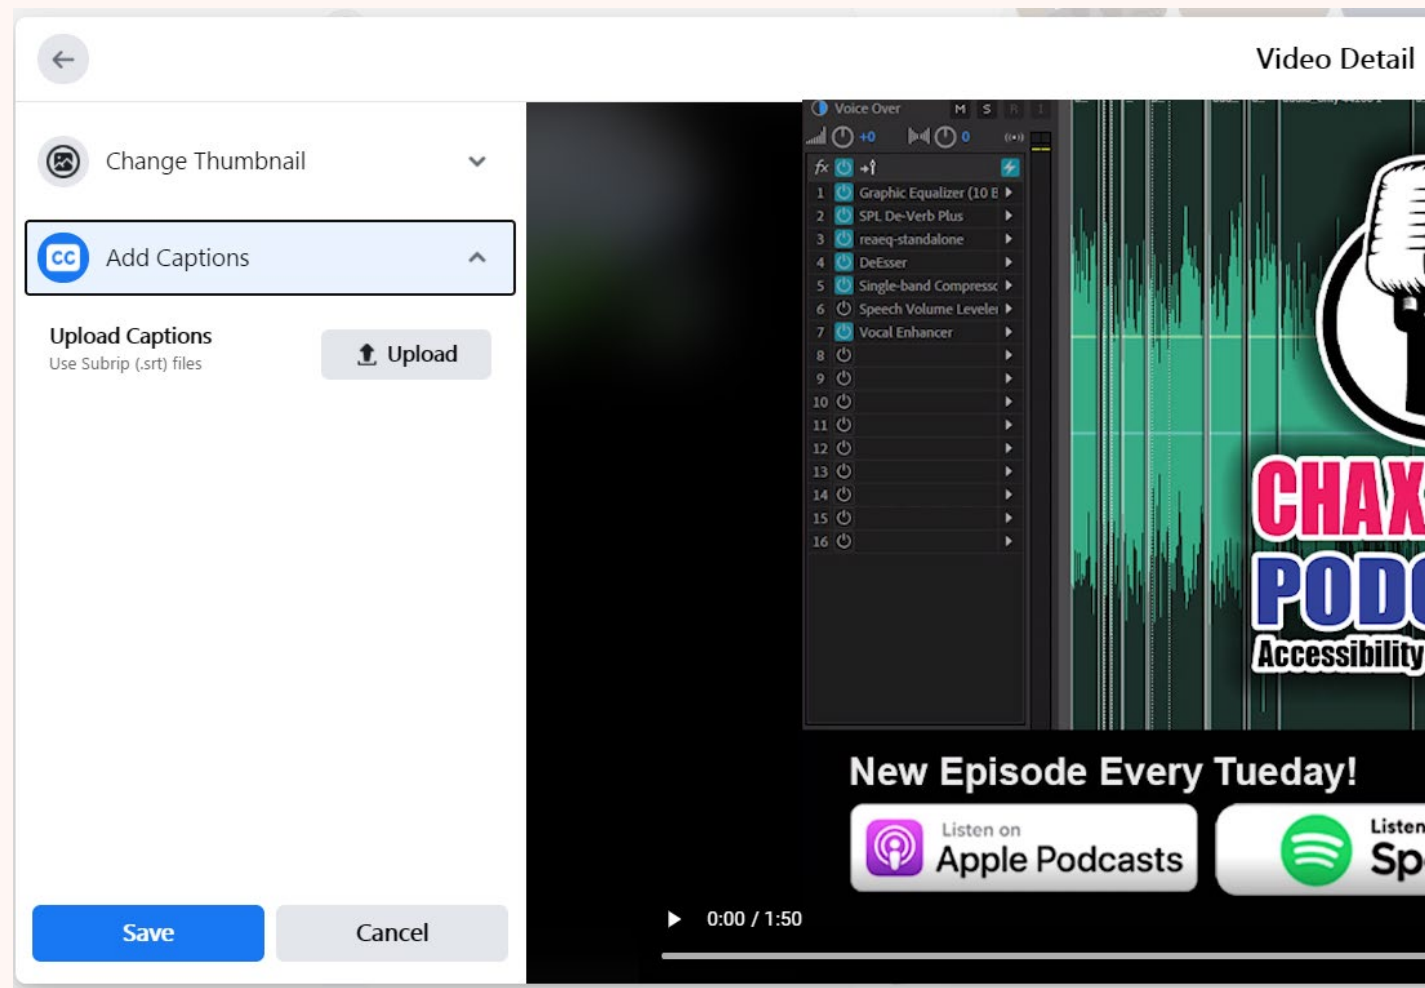 Video Detail
Change Thumbnail
CC Add Captions
Upload Captions
Use Subrip (.srt) files
Upload
Save
Cancel
Voice Over M S R I
+0 0
fx
1 Graphic Equalizer (10 B
2 SPL De-Verb Plus
3 reaeq-standalone
4 DeEsser
5 Single-band Compresso
6 Speech Volume Leveler
7 Vocal Enhancer
8
9
10
11
12
13
14
15
16
CHAX
PODC
Accessibility
New Episode Every Tueday!
Listen on
Apple Podcasts
Listen
Sp
0:00 / 1:50